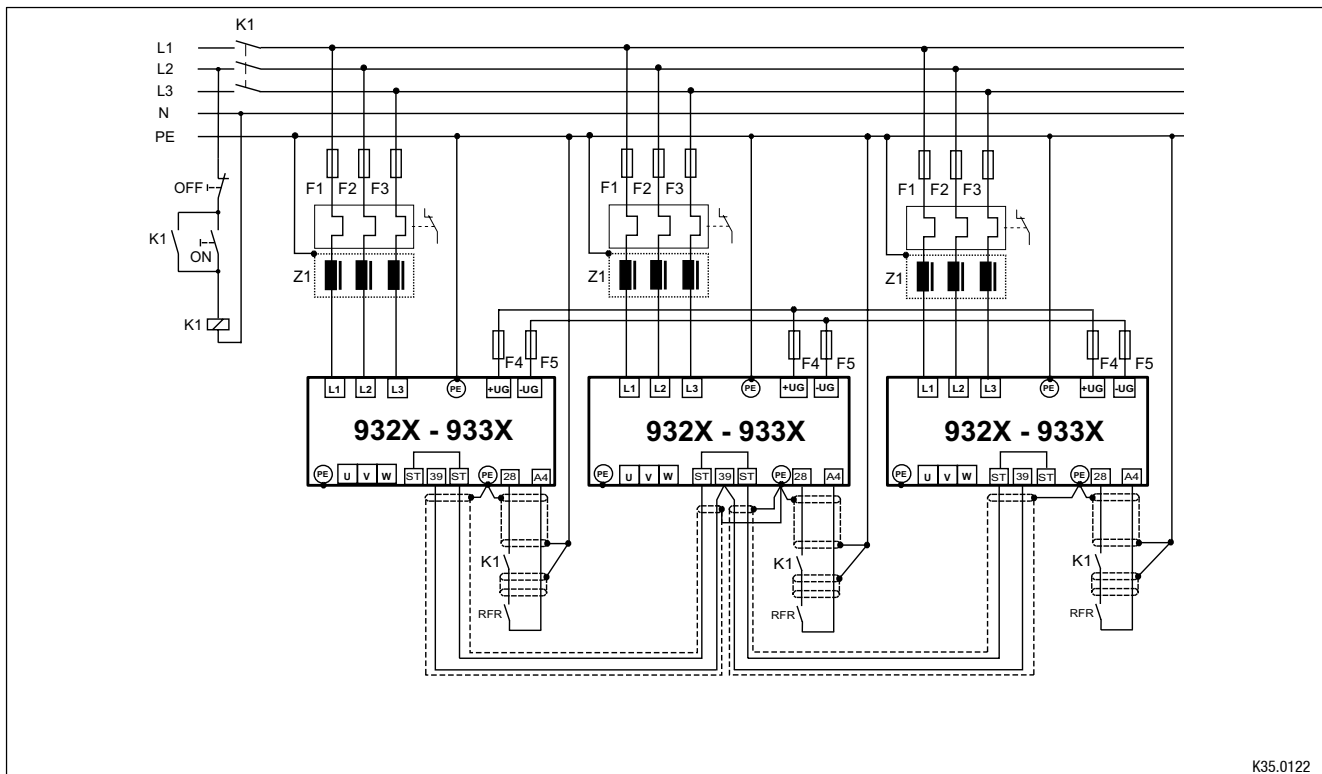 K1
L1
L2
L3
N
PE
OFF
K1
ON
K1
F1 F2 F3
F1 F2 F3
F1 F2 F3
Z1
Z1
Z1
F4 F5
F4 F5
F4 F5
L1 L2 L3 PE +UG -UG
932X - 933X
PE U V W ST 39 ST PE 28 A4
L1 L2 L3 PE +UG -UG
932X - 933X
PE U V W ST 39 ST PE 28 A4
L1 L2 L3 PE +UG -UG
932X - 933X
PE U V W ST 39 ST PE 28 A4
K1
RFR
K1
RFR
K1
RFR
K35.0122